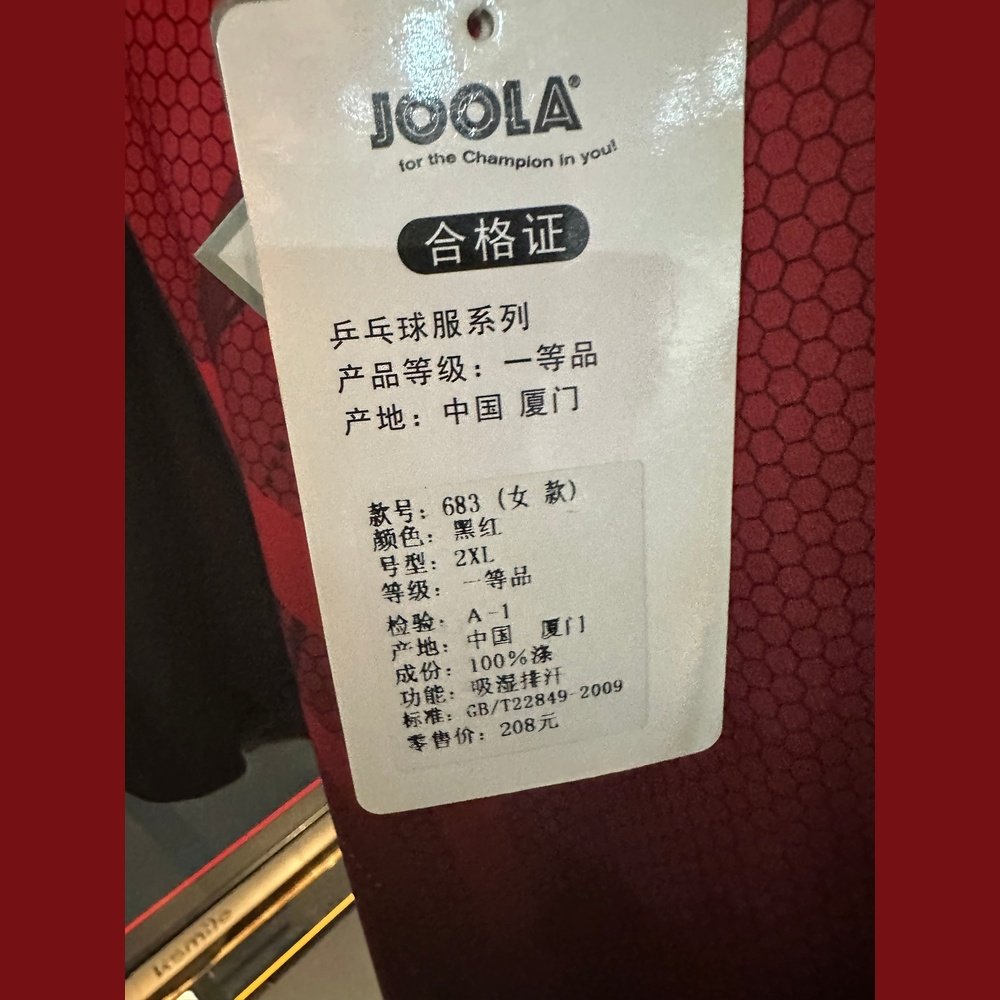 JOOLA®
for the Champion in you!
合格证
乒乓球服系列
产品等级：一等品
产地：中国 厦门
款号：683 (女 款)
颜色：黑红
号型：2XL
等级：一等品
检验：A-1
产地：中国 厦门
成份：100%涤
功能：吸湿排汗
标准：GB/T22849-2009
零售价：208元